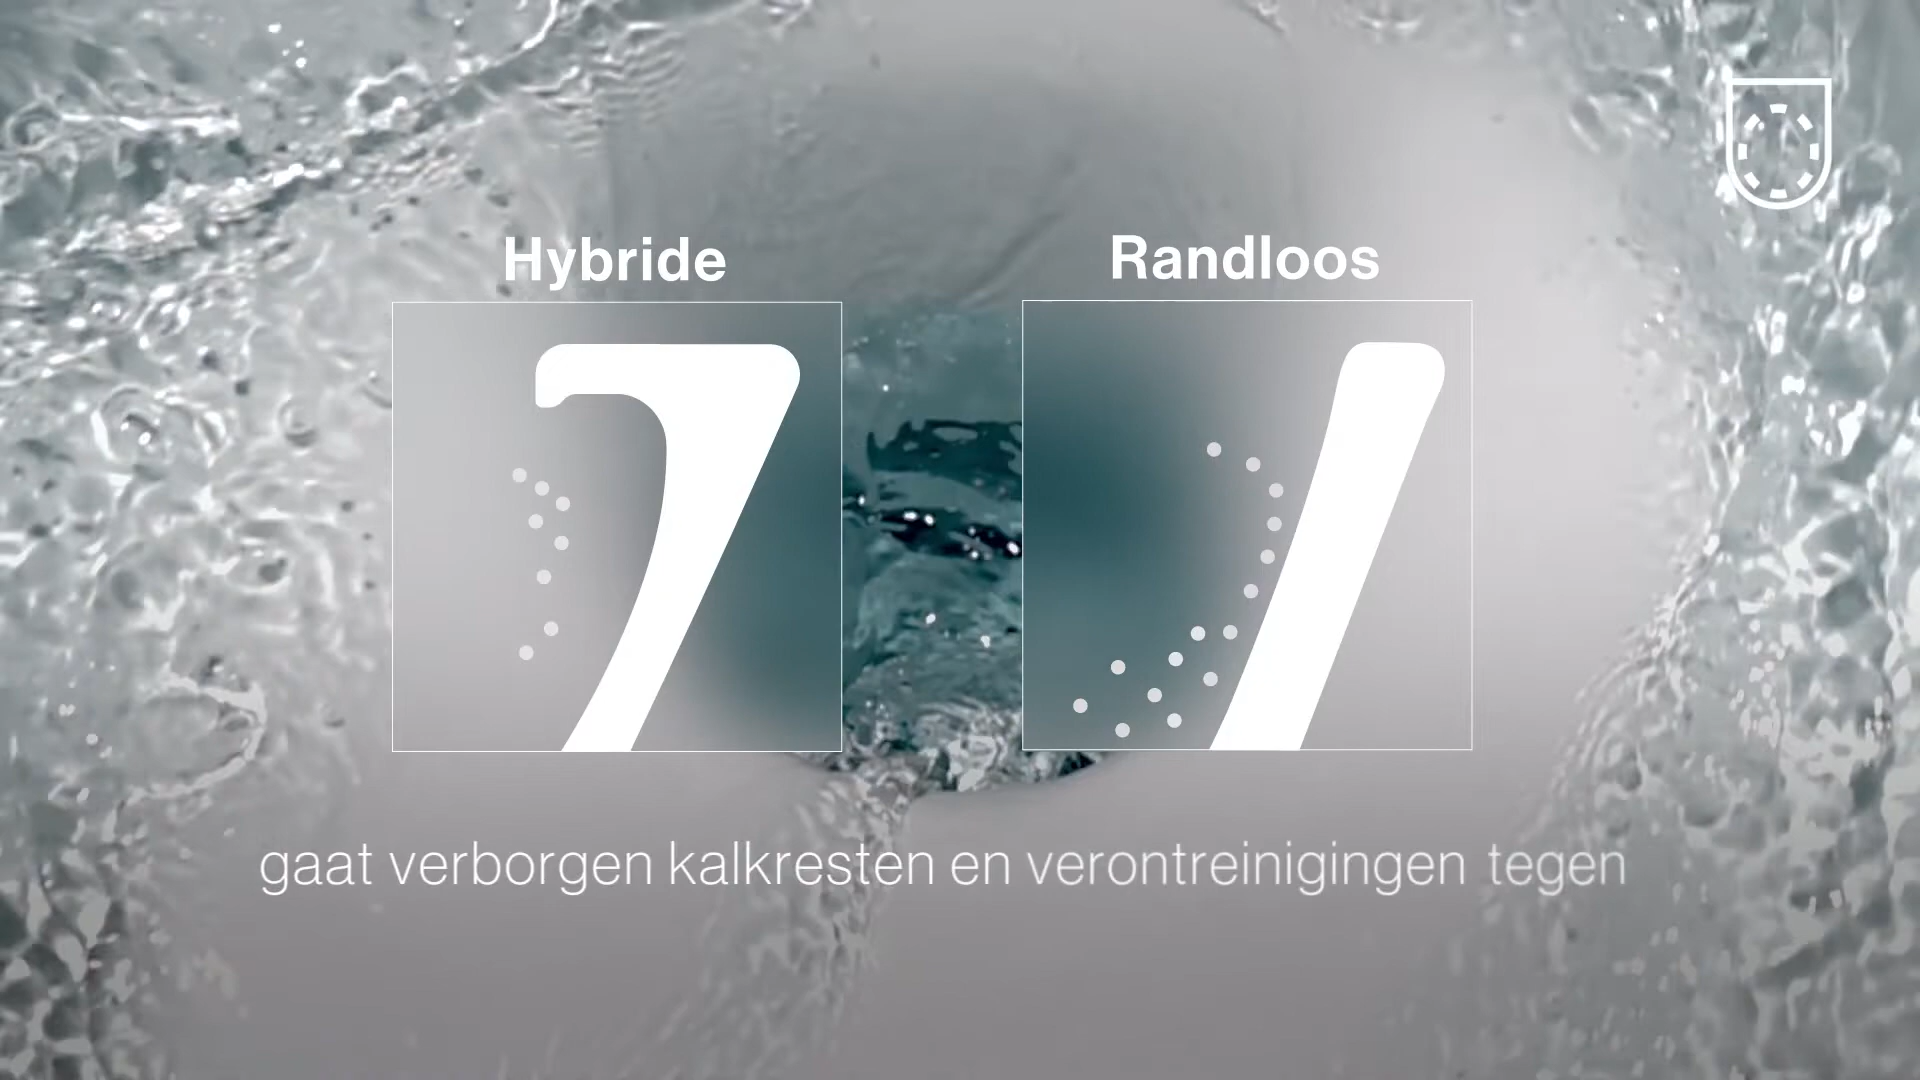 Hybride
Randloos
gaat verborgen kalkresten en verontreinigingen tegen